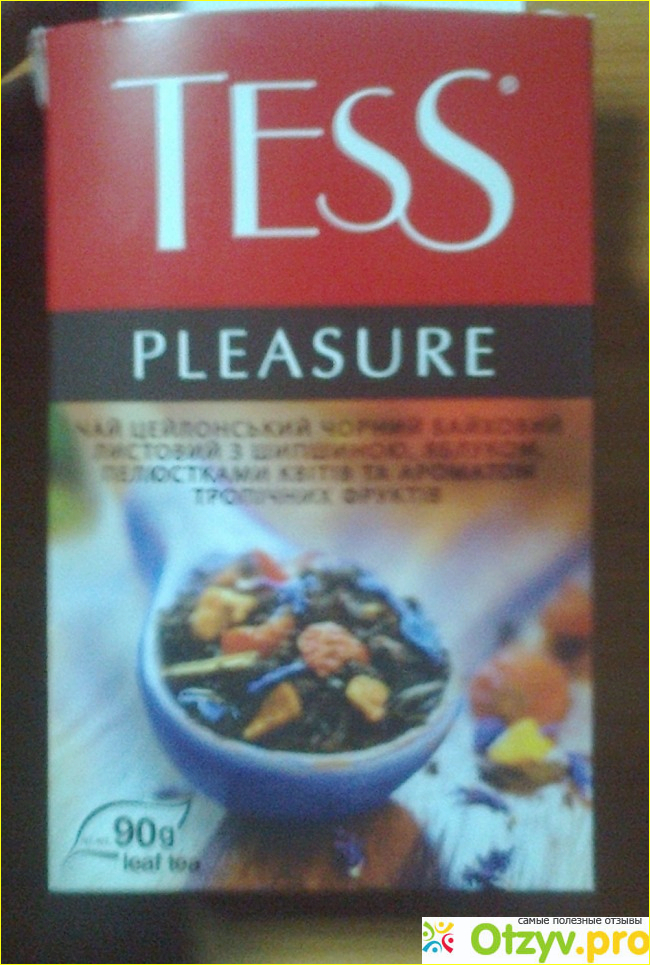 TESS®
PLEASURE
ЧАЙ ЦЕЙЛОНСЬКИЙ ЧОРНИЙ БАЙХОВИЙ
ЛИСТОВИЙ З ШИПШИНОЮ, ЯБЛУКОМ,
ПЕЛЮСТКАМИ КВІТІВ ТА АРОМАТОМ
ТРОПІЧНИХ ФРУКТІВ
90g
leaf tea
самые полезные отзывы
Otzyv.pro